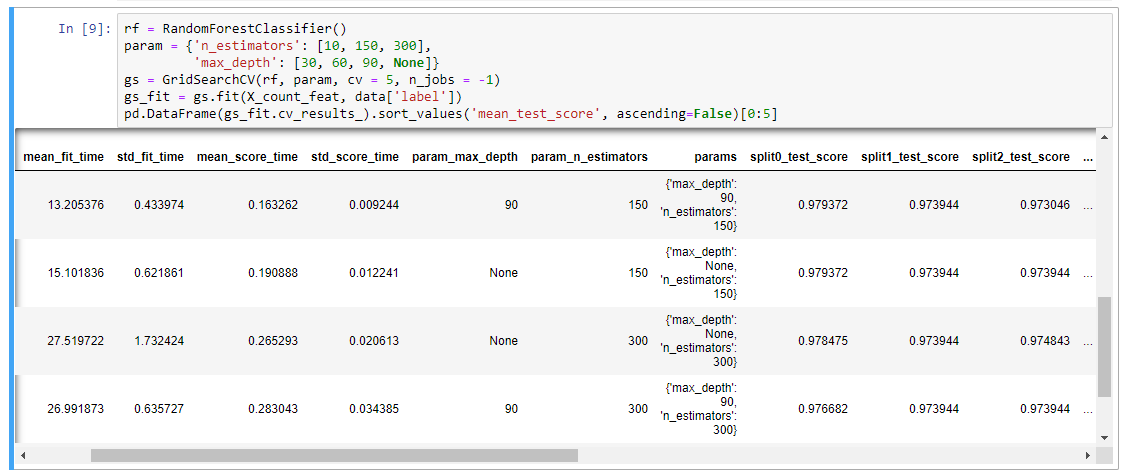 In [9]: rf = RandomForestClassifier()
param = {'n_estimators': [10, 150, 300],
'max_depth': [30, 60, 90, None]}
gs = GridSearchCV(rf, param, cv = 5, n_jobs = -1)
gs_fit = gs.fit(X_count_feat, data['label'])
pd.DataFrame(gs_fit.cv_results_).sort_values('mean_test_score', ascending=False)[0:5]
mean_fit_time std_fit_time mean_score_time std_score_time param_max_depth param_n_estimators params split0_test_score split1_test_score split2_test_score ...
13.205376 0.433974 0.163262 0.009244 90 150 {'max_depth': 90, 'n_estimators': 150} 0.979372 0.973944 0.973046 ...
15.101836 0.621861 0.190888 0.012241 None 150 {'max_depth': None, 'n_estimators': 150} 0.979372 0.973944 0.973944 ...
27.519722 1.732424 0.265293 0.020613 None 300 {'max_depth': None, 'n_estimators': 300} 0.978475 0.973944 0.974843 ...
26.991873 0.635727 0.283043 0.034385 90 300 {'max_depth': 90, 'n_estimators': 300} 0.976682 0.973944 0.973944 ...